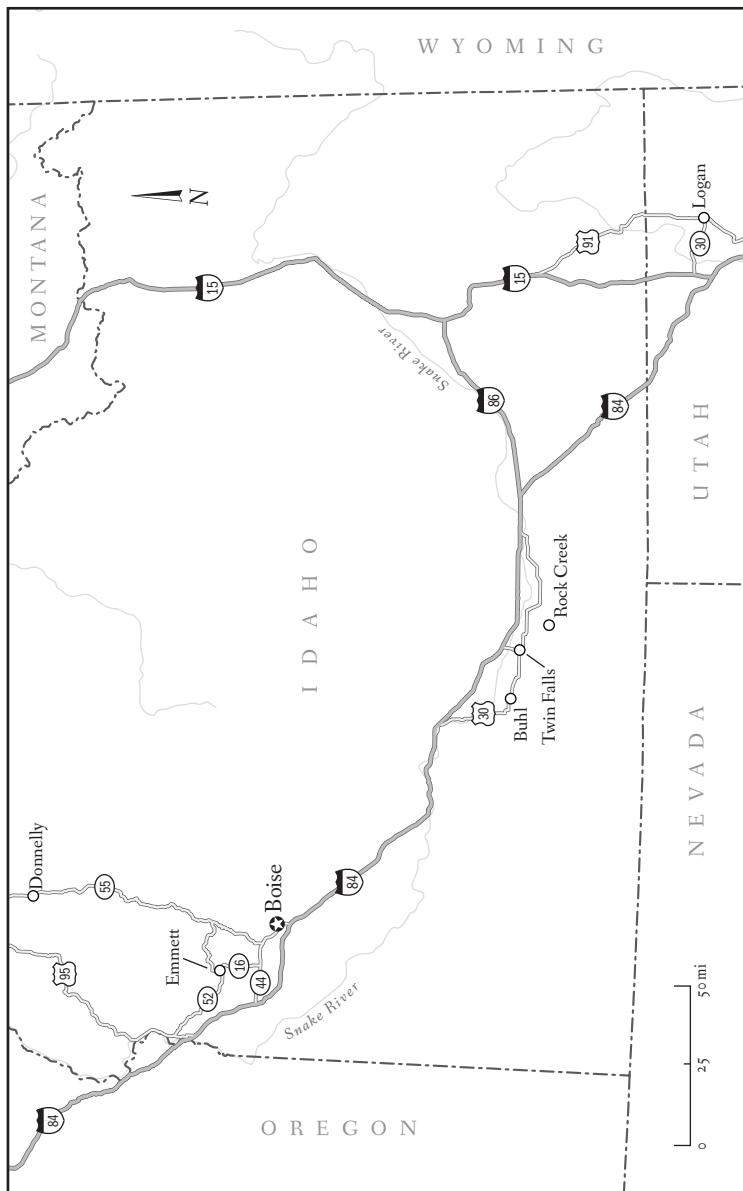 WYOMING
MONTANA
N
15
Logan
91
30
15
Snake River
86
84
UTAH
IDAHO
Rock Creek
Twin Falls
Buhl
30
NEVADA
Donnelly
55
Boise
84
95
Emmett
16
44
52
Snake River
84
OREGON
0 25 50 mi